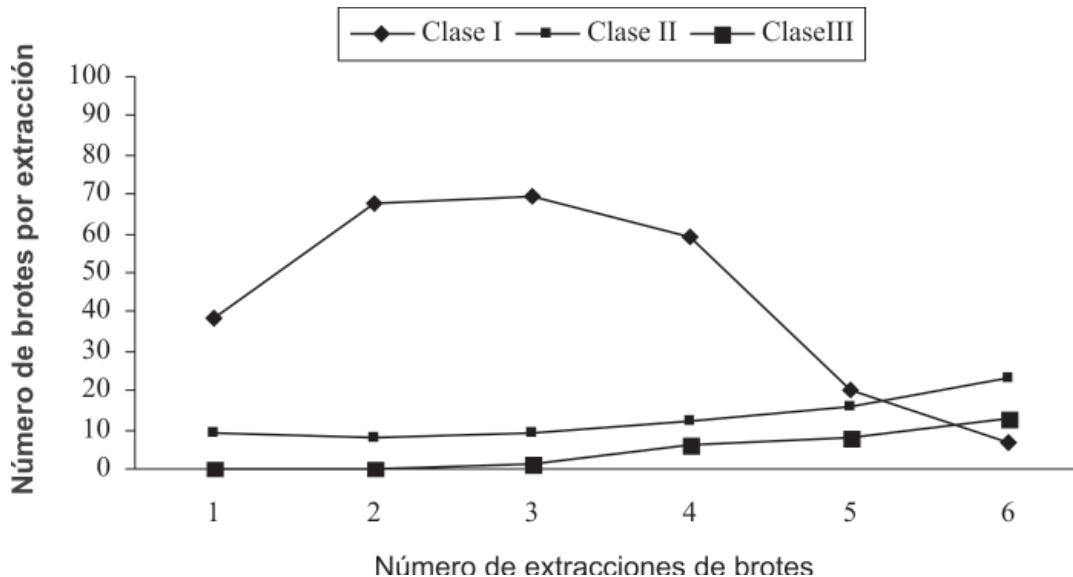 Clase I Clase II ClaseIII
Número de brotes por extracción
100
90
80
70
60
50
40
30
20
10
0
1 2 3 4 5 6
Número de extracciones de brotes